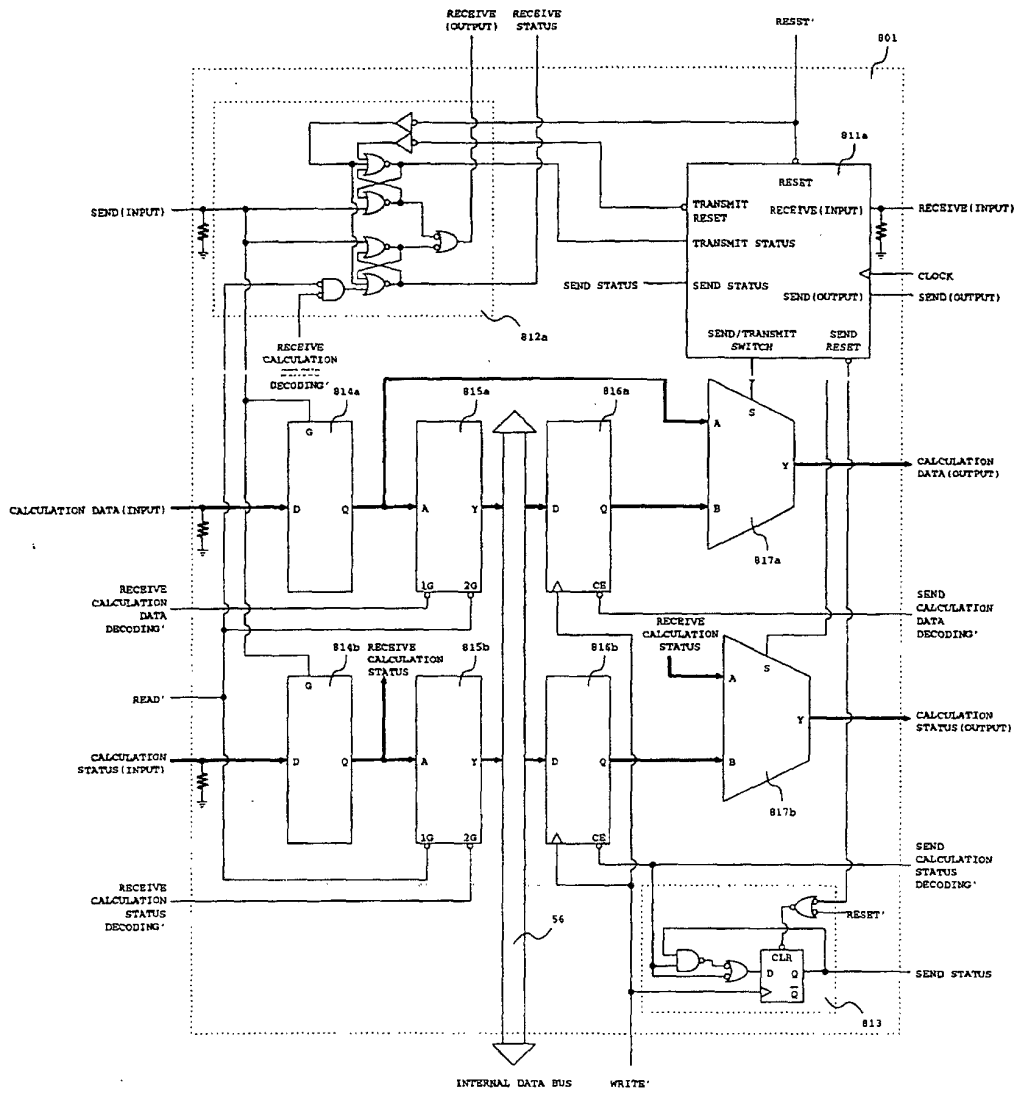 RECEIVE
(OUTPUT)
RECEIVE
STATUS
RESET'
801
811a
RESET
TRANSMIT
RESET
RECEIVE(INPUT)
RECEIVE(INPUT)
SEND(INPUT)
TRANSMIT STATUS
CLOCK
SEND STATUS
SEND STATUS
SEND(OUTPUT)
SEND(OUTPUT)
812a
SEND/TRANSMIT
SWITCH
SEND
RESET
RECEIVE
CALCULATION
DECODING'
814a
815a
816a
G
S
A
Y
B
CALCULATION
DATA(OUTPUT)
CALCULATION DATA(INPUT)
D
Q
A
Y
D
Q
817a
1G
2G
CE
RECEIVE
CALCULATION
DATA
DECODING'
SEND
CALCULATION
DATA
DECODING'
814b
RECEIVE
CALCULATION
STATUS
815b
816b
RECEIVE
CALCULATION
STATUS
G
S
A
READ'
Y
CALCULATION
STATUS(OUTPUT)
CALCULATION
STATUS(INPUT)
D
Q
A
Y
D
Q
B
817b
1G
2G
CE
SEND
CALCULATION
STATUS
DECODING'
RECEIVE
CALCULATION
STATUS
DECODING'
56
RESET'
CLR
D
Q
Q
SEND STATUS
813
INTERNAL DATA BUS
WRITE'